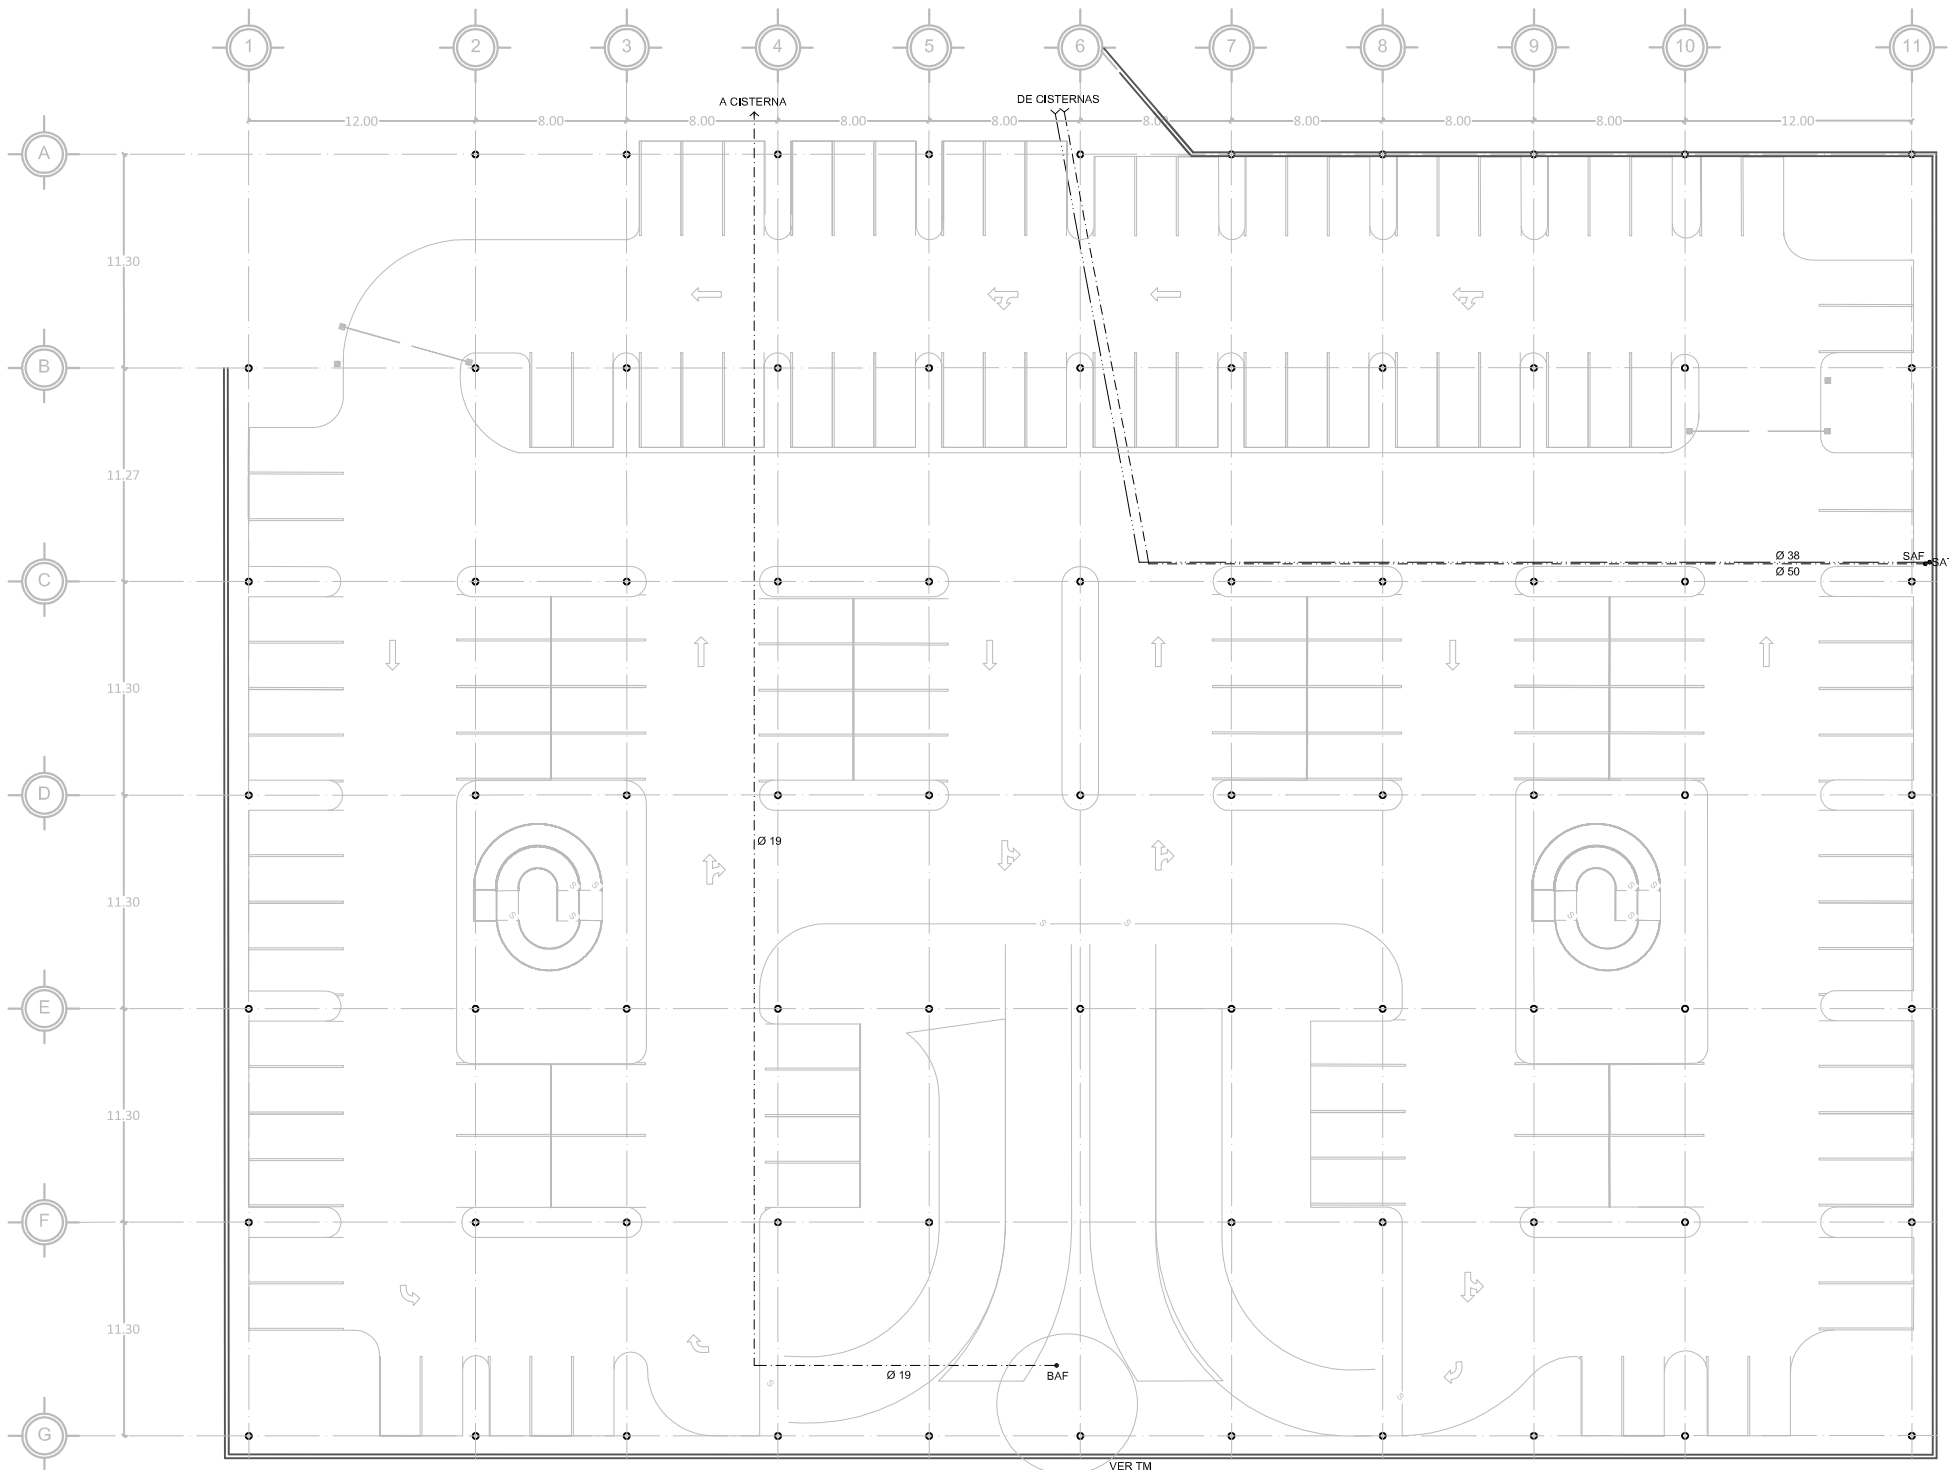 1 2 3 4 5 6 7 8 9 10 11
A CISTERNA
DE CISTERNAS
12.00 8.00 8.00 8.00 8.00 8.00 8.00 8.00 8.00 12.00
A
11.30
B
11.27
C
Ø 38
SAF
SAT
Ø 50
11.30
D
Ø 19
S S S S
S S S S
11.30
S S
E
11.30
F
11.30
Ø 19
BAF
S
S
G
VER TM